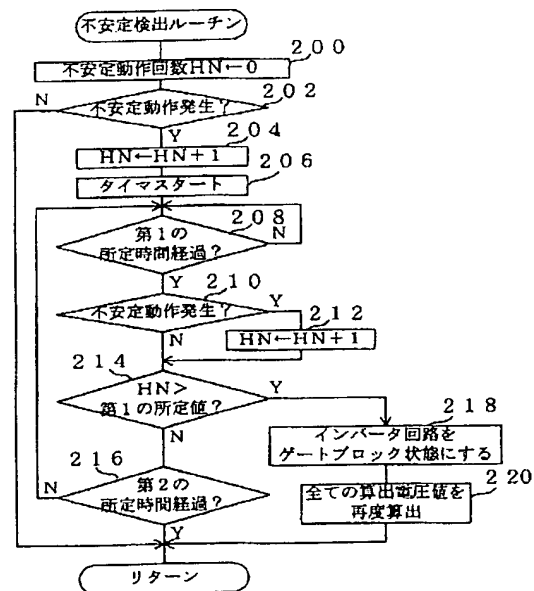 不安定検出ルーチン
200
不安定動作回数HN←0
202
N
不安定動作発生?
Y
204
HN←HN+1
206
タイマスタート
208
第1の
所定時間経過?
N
Y
210
不安定動作発生?
Y
212
N
HN←HN+1
214
HN>
第1の所定値?
Y
N
218
インバータ回路を
ゲートブロック状態にする
216
N
第2の
所定時間経過?
220
全ての算出電圧値を
再度算出
Y
リターン